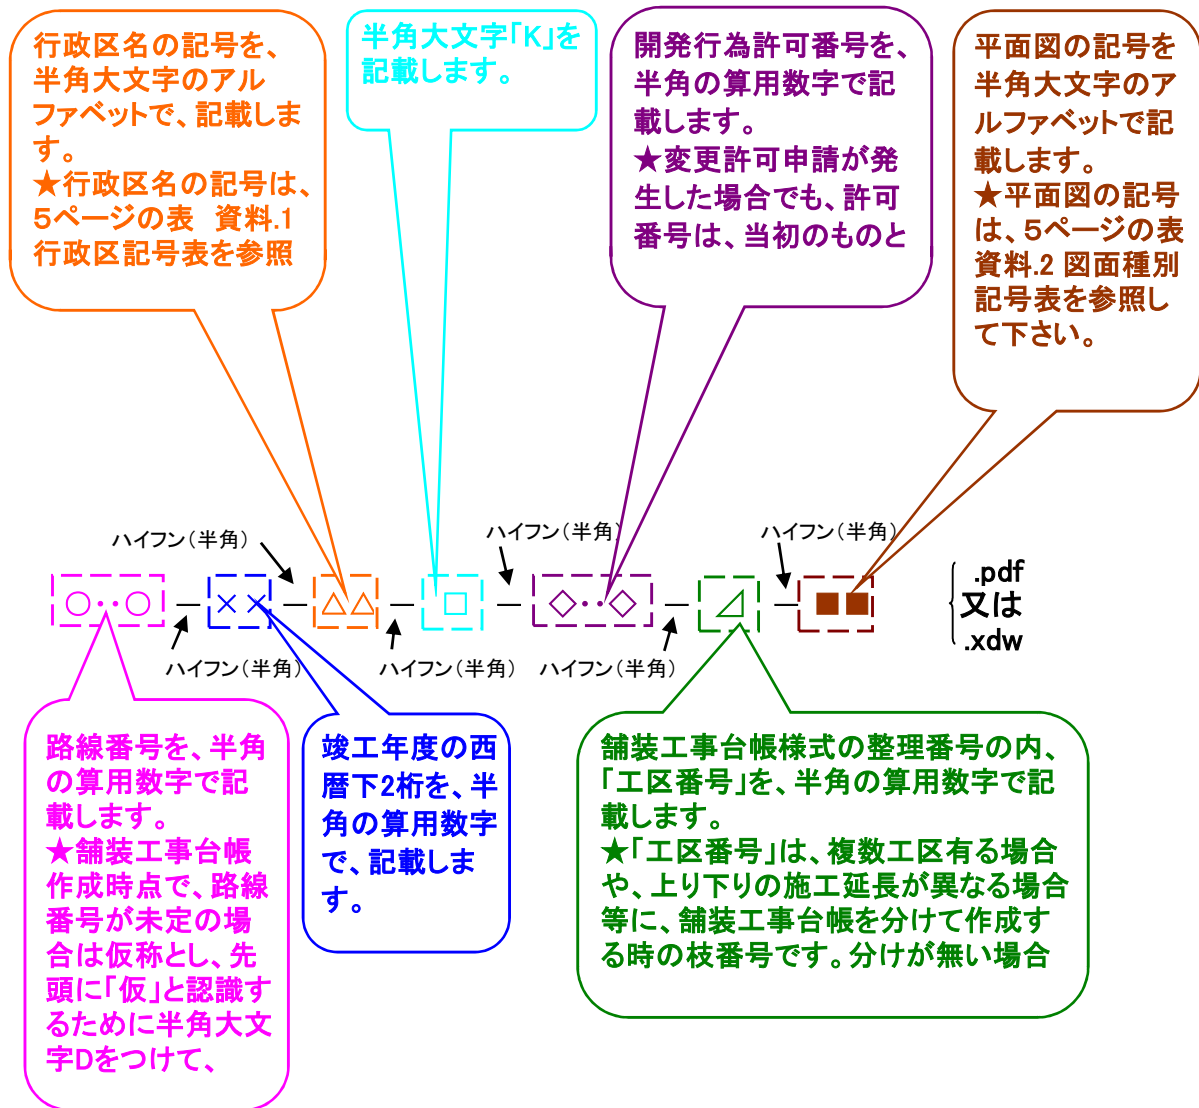 行政区名の記号を、
半角大文字のアル
ファベットで、記載しま
す。
★行政区名の記号は、
5ページの表　資料.1
行政区記号表を参照
半角大文字「K」を
記載します。
開発行為許可番号を、
半角の算用数字で記
載します。
★変更許可申請が発
生した場合でも、許可
番号は、当初のものと
平面図の記号を
半角大文字のア
ルファベットで記
載します。
★平面図の記号
は、5ページの表
資料.2 図面種別
記号表を参照し
て下さい。
ハイフン（半角）
ハイフン（半角）
ハイフン（半角）
○‥○－××－△△－□－◇‥◇－◿－■■
.pdf
又は
.xdw
ハイフン（半角）
ハイフン（半角）
ハイフン（半角）
路線番号を、半角
の算用数字で記
載します。
★舗装工事台帳
作成時点で、路線
番号が未定の場
合は仮称とし、先
頭に「仮」と認識す
るために半角大文
字Dをつけて、
竣工年度の西
暦下2桁を、半
角の算用数字
で、記載しま
す。
舗装工事台帳様式の整理番号の内、
「工区番号」を、半角の算用数字で記
載します。
★「工区番号」は、複数工区有る場合
や、上り下りの施工延長が異なる場合
等に、舗装工事台帳を分けて作成す
る時の枝番号です。分けが無い場合